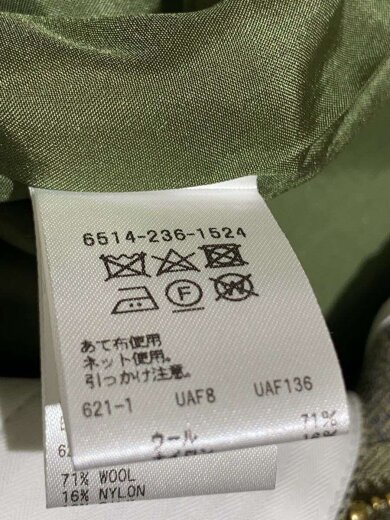 6514-236-1524
F
W
あて布使用
ネット使用。
引っかけ注意。
621-1 UAF8 UAF136
ウール 71%
16%
71% WOOL
16% NYLON